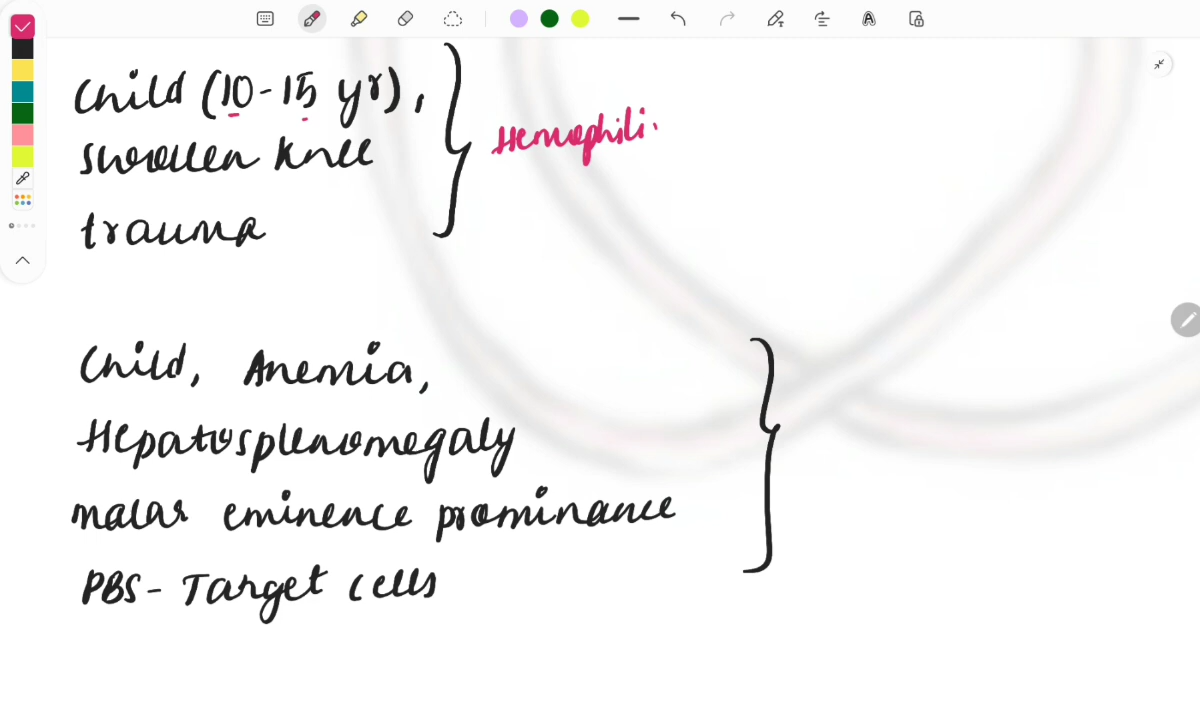 Child (10-15 yr),
swollen knee
Hemophili.
trauma
Child, Anemia,
Hepatosplenomegaly
malar eminence prominance
PBS - Target cells